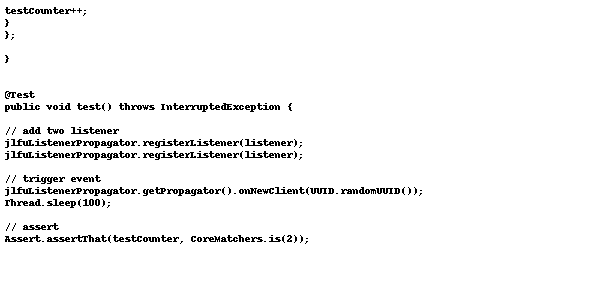 testCounter++;
}
};
}
@Test
public void test() throws InterruptedException {
// add two listener
jlfuListenerPropagator.registerListener(listener);
jlfuListenerPropagator.registerListener(listener);
// trigger event
jlfuListenerPropagator.getPropagator().onNewClient(UUID.randomUUID());
Thread.sleep(100);
// assert
Assert.assertThat(testCounter, CoreMatchers.is(2));